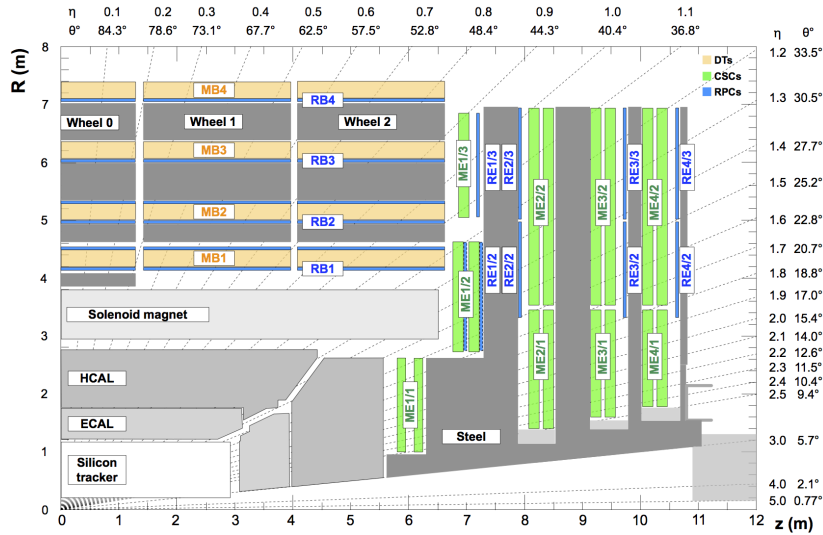 η 0.1 0.2 0.3 0.4 0.5 0.6 0.7 0.8 0.9 1.0 1.1
θ° 84.3° 78.6° 73.1° 67.7° 62.5° 57.5° 52.8° 48.4° 44.3° 40.4° 36.8° η θ°
R (m)
8
7
6
5
4
3
2
1
0
1.2 33.5°
1.3 30.5°
1.4 27.7°
1.5 25.2°
1.6 22.8°
1.7 20.7°
1.8 18.8°
1.9 17.0°
2.0 15.4°
2.1 14.0°
2.2 12.6°
2.3 11.5°
2.4 10.4°
2.5 9.4°
3.0 5.7°
4.0 2.1°
5.0 0.77°
DTs
CSCs
RPCs
MB4
RB4
Wheel 0 Wheel 1 Wheel 2
MB3
RB3
MB2
RB2
MB1
RB1
Solenoid magnet
HCAL
ECAL
Silicon
tracker
Steel
ME1/3
ME1/2
ME1/1
RE1/3
RE2/3
RE1/2
RE2/2
ME2/2
ME2/1
ME3/2
ME3/1
RE3/3
RE3/2
ME4/2
ME4/1
RE4/3
RE4/2
0 1 2 3 4 5 6 7 8 9 10 11 12
z (m)